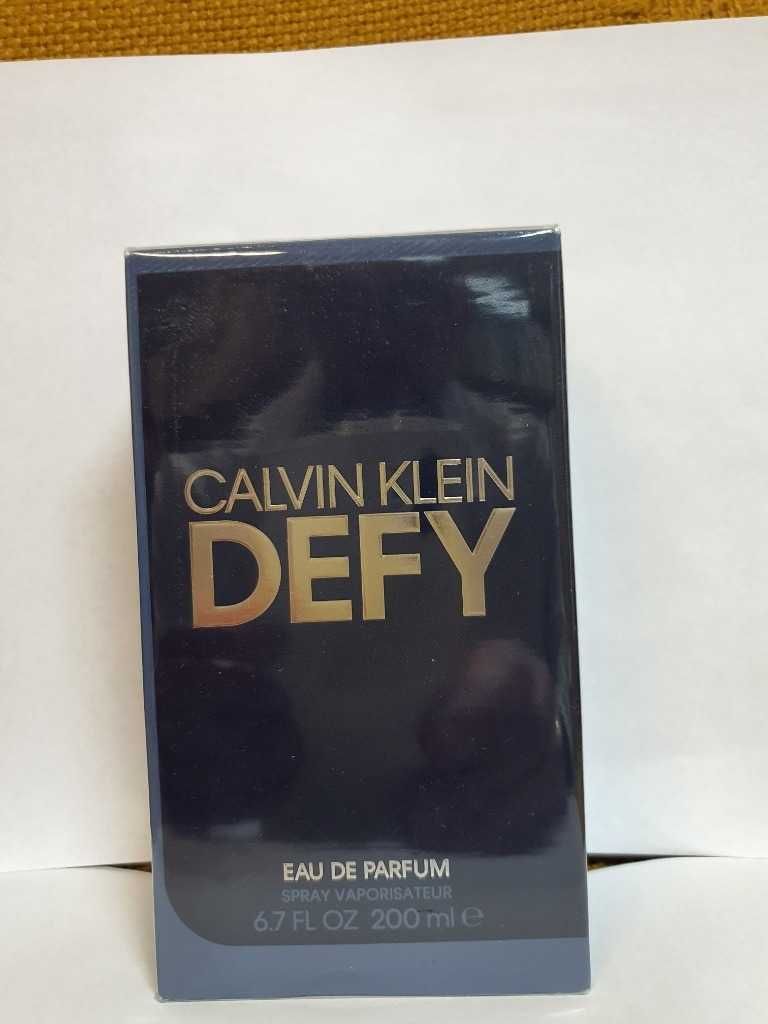 CALVIN KLEIN
DEFY
EAU DE PARFUM
SPRAY VAPORISATEUR
6.7 FL OZ 200 ml ℮